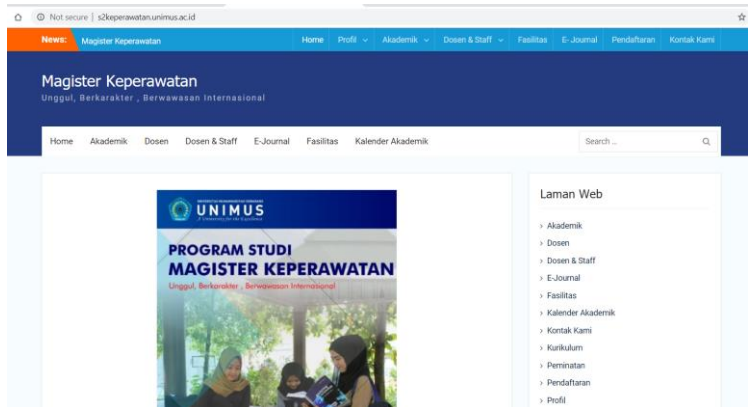 Not secure | s2keperawatan.unimus.ac.id
News: Magister Keperawatan Home Profil Akademik Dosen & Staff Fasilitas E- Journal Pendaftaran Kontak Kami
Magister Keperawatan
Unggul, Berkarakter , Berwawasan Internasional
Home Akademik Dosen Dosen & Staff E-Journal Fasilitas Kalender Akademik Search ...
UNIVERSITAS MUHAMMADIYAH SEMARANG
UNIMUS
PROGRAM STUDI
MAGISTER KEPERAWATAN
Unggul, Berkarakter , Berwawasan Internasional
Laman Web
› Akademik
› Dosen
› Dosen & Staff
› E-Journal
› Fasilitas
› Kalender Akademik
› Kontak Kami
› Kurikulum
› Peminatan
› Pendaftaran
› Profil